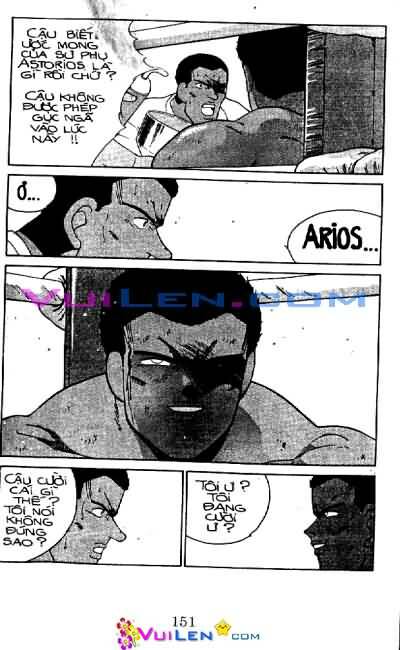 CẬU BIẾT
ƯỚC MONG
CỦA SƯ PHỤ
ASTORIOS LÀ
GÌ RỒI CHỨ ?
CẬU KHÔNG
ĐƯỢC PHÉP
GỤC NGÃ
VÀO LÚC
NÀY !!
Ơ...
ARIOS...
VUILEN.COM
CẬU CƯỜI
CÁI GÌ
THẾ ?
TÔI NÓI
KHÔNG
ĐÚNG
SAO ?
TÔI Ư ?
TÔI
ĐANG
CƯỜI
Ư ?
151
VUILEN.COM